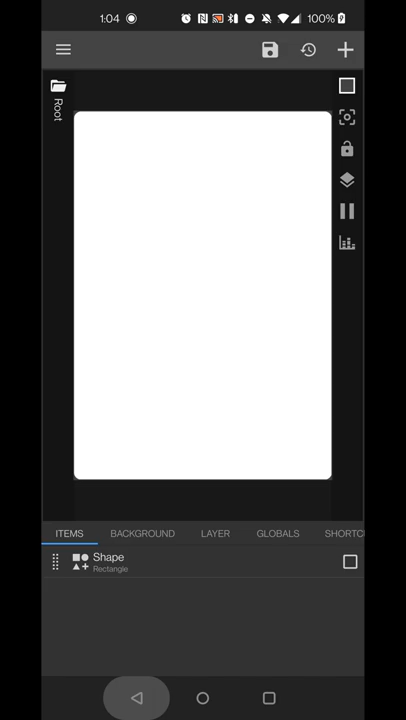 1:04
100%
Root
ITEMS
BACKGROUND
LAYER
GLOBALS
SHORTC
Shape
Rectangle